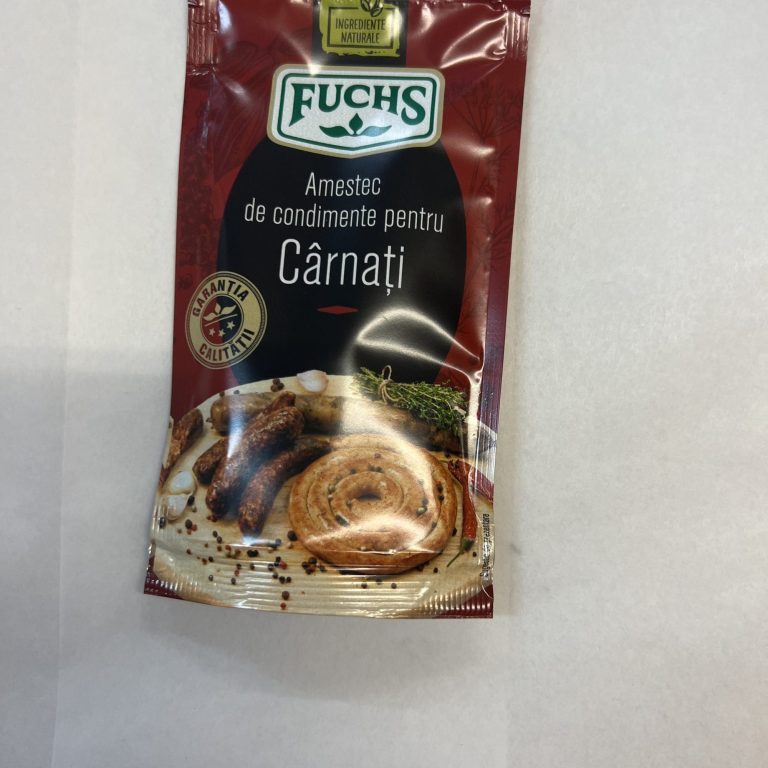 INGREDIENTE
NATURALE
FUCHS
Amestec
de condimente pentru
Cârnați
GARANȚIA
CALITĂȚII